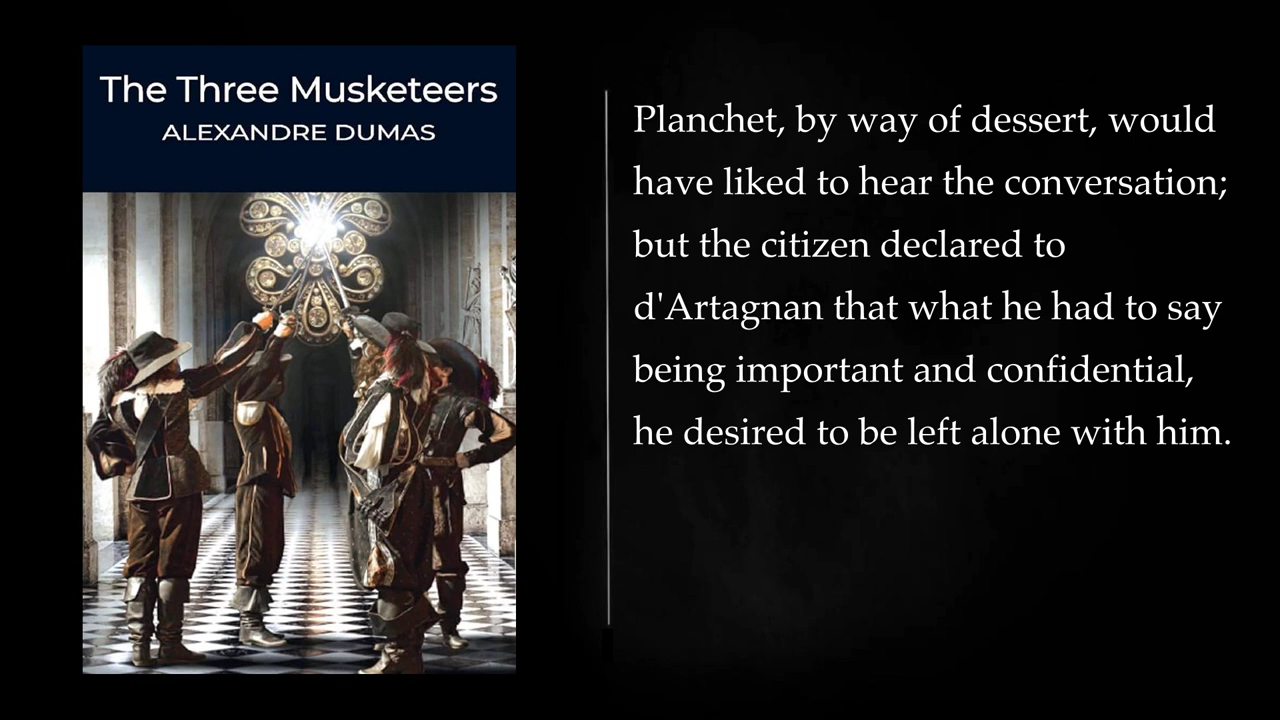 The Three Musketeers
ALEXANDRE DUMAS
Planchet, by way of dessert, would
have liked to hear the conversation;
but the citizen declared to
d'Artagnan that what he had to say
being important and confidential,
he desired to be left alone with him.